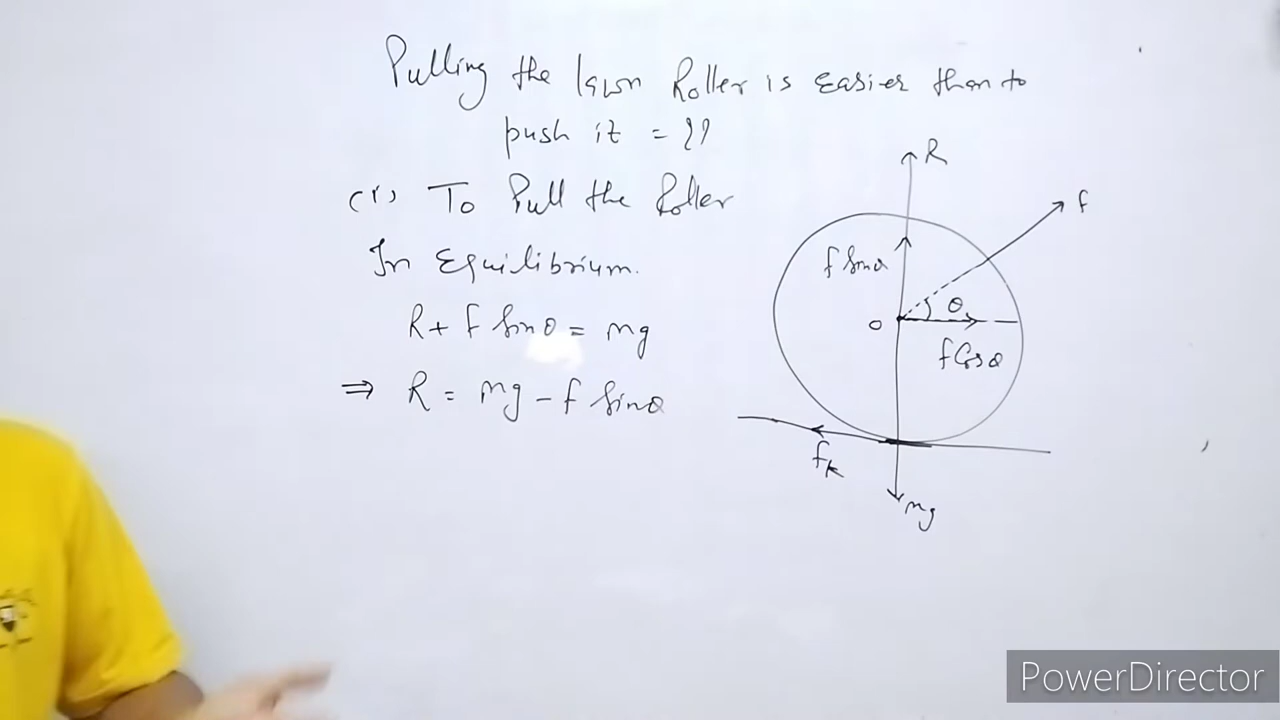 Pulling the lawn Roller is easier than to
push it = ??
(1) To Pull the Roller
In Equilibrium.
R + f Sinθ = mg
⇒ R = mg - f Sinθ
R
f
f Sinθ
θ
O
f Cosθ
fk
mg
PowerDirector